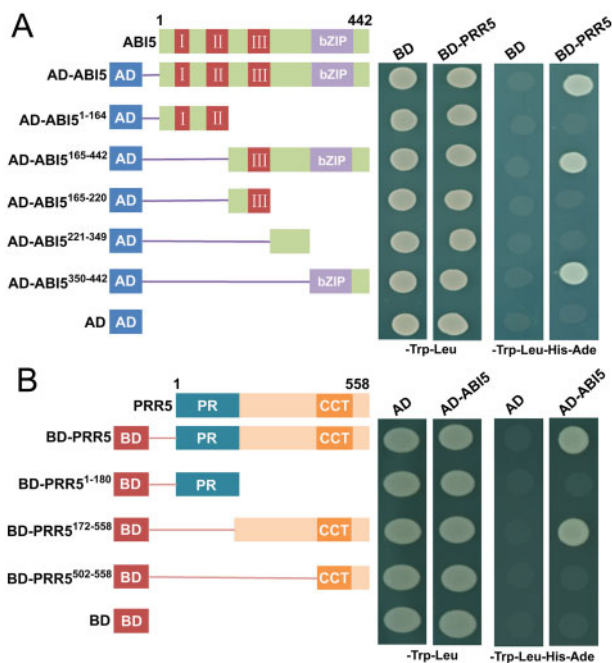 A
1 442
ABI5 I II III bZIP
BD BD-PRR5 BD BD-PRR5
AD-ABI5 AD I II III bZIP
AD-ABI5¹⁻¹⁶⁴ AD I II
AD-ABI5¹⁶⁵⁻⁴⁴² AD III bZIP
AD-ABI5¹⁶⁵⁻²²⁰ AD III
AD-ABI5²²¹⁻³⁴⁹ AD
AD-ABI5³⁵⁰⁻⁴⁴² AD bZIP
AD AD
-Trp-Leu -Trp-Leu-His-Ade
B
1 558
PRR5 PR CCT
AD AD-ABI5 AD AD-ABI5
BD-PRR5 BD PR CCT
BD-PRR5¹⁻¹⁸⁰ BD PR
BD-PRR5¹⁷²⁻⁵⁵⁸ BD CCT
BD-PRR5⁵⁰²⁻⁵⁵⁸ BD CCT
BD BD
-Trp-Leu -Trp-Leu-His-Ade